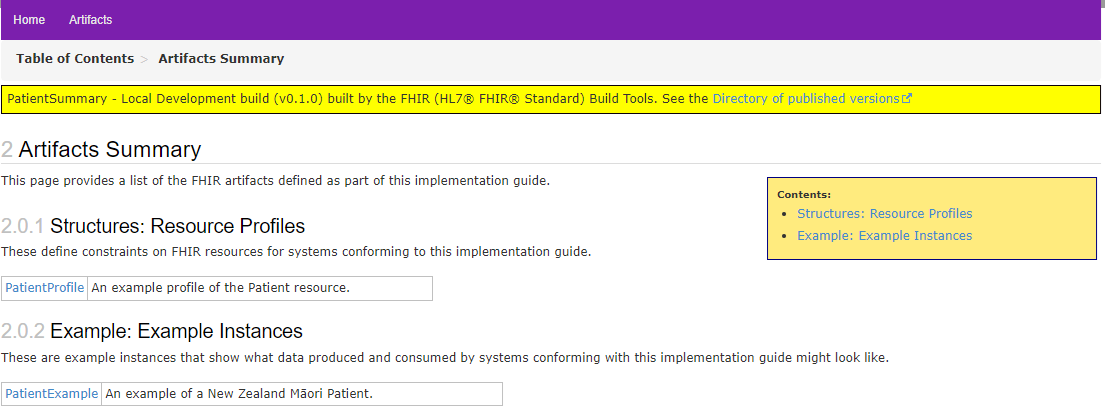 Home Artifacts
Table of Contents > Artifacts Summary
PatientSummary - Local Development build (v0.1.0) built by the FHIR (HL7® FHIR® Standard) Build Tools. See the Directory of published versions
2 Artifacts Summary
This page provides a list of the FHIR artifacts defined as part of this implementation guide.
Contents:
• Structures: Resource Profiles
• Example: Example Instances
2.0.1 Structures: Resource Profiles
These define constraints on FHIR resources for systems conforming to this implementation guide.
PatientProfile An example profile of the Patient resource.
2.0.2 Example: Example Instances
These are example instances that show what data produced and consumed by systems conforming with this implementation guide might look like.
PatientExample An example of a New Zealand Māori Patient.